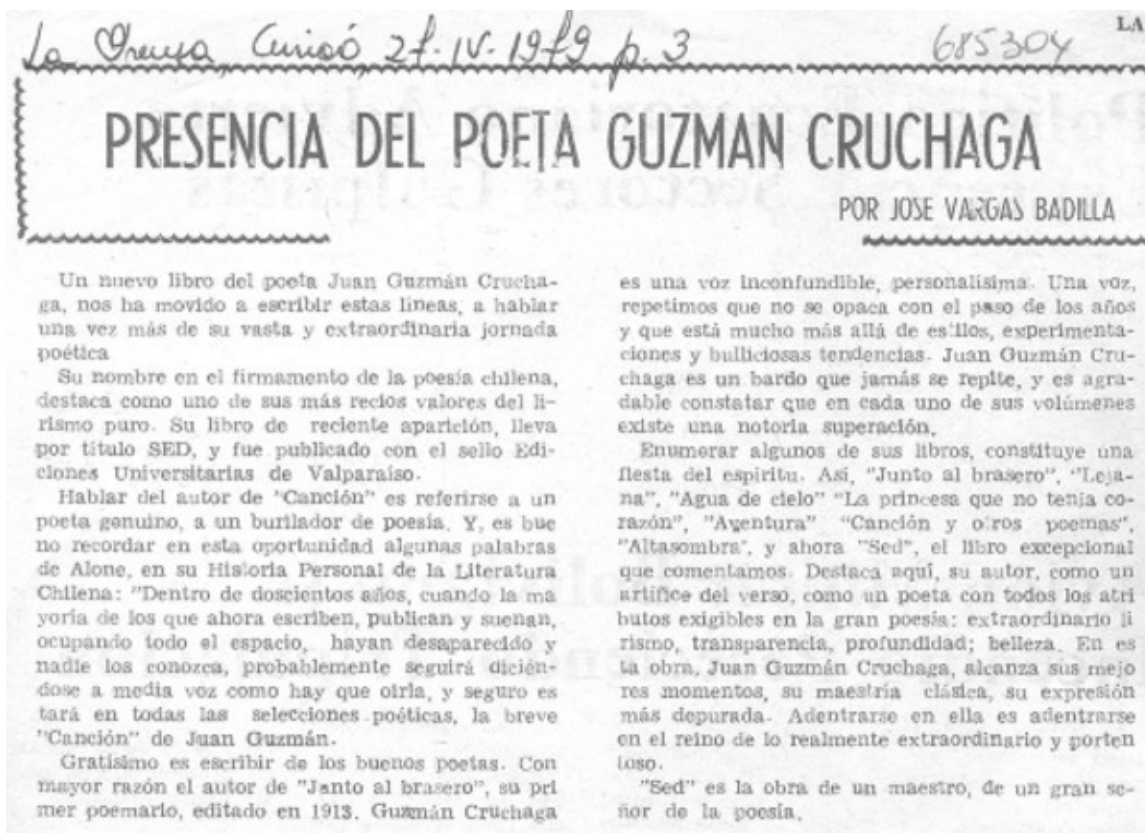 La Prensa, Curicó, 27-IV-1979 p. 3
685304
LA
PRESENCIA DEL POETA GUZMAN CRUCHAGA
POR JOSE VARGAS BADILLA
Un nuevo libro del poeta Juan Guzmán Crucha-
ga, nos ha movido a escribir estas líneas, a hablar
una vez más de su vasta y extraordinaria jornada
poética
Su nombre en el firmamento de la poesía chilena,
destaca como uno de sus más recios valores del li-
rismo puro. Su libro de reciente aparición, lleva
por título SED, y fue publicado con el sello Edi-
ciones Universitarias de Valparaíso.
Hablar del autor de "Canción" es referirse a un
poeta genuino, a un burilador de poesía. Y, es bue
no recordar en esta oportunidad algunas palabras
de Alone, en su Historia Personal de la Literatura
Chilena: "Dentro de doscientos años, cuando la ma
yoría de los que ahora escriben, publican y suenan,
ocupando todo el espacio, hayan desaparecido y
nadie los conozca, probablemente seguirá dicién-
dose a media voz como hay que oirla, y seguro es
tará en todas las selecciones poéticas, la breve
"Canción" de Juan Guzmán.
Gratísimo es escribir de los buenos poetas. Con
mayor razón el autor de "Junto al brasero", su pri
mer poemario, editado en 1913. Guzmán Cruchaga
es una voz inconfundible, personalísima. Una voz,
repetimos que no se opaca con el paso de los años
y que está mucho más allá de estilos, experimenta-
ciones y bulliciosas tendencias. Juan Guzmán Cru-
chaga es un bardo que jamás se repite, y es agra-
dable constatar que en cada uno de sus volúmenes
existe una notoria superación.
Enumerar algunos de sus libros, constituye una
fiesta del espíritu. Así, "Junto al brasero", "Leja-
na", "Agua de cielo" "La princesa que no tenía co-
razón", "Aventura" "Canción y otros poemas",
"Altasombra", y ahora "Sed", el libro excepcional
que comentamos. Destaca aquí, su autor, como un
artífice del verso, como un poeta con todos los atri
butos exigibles en la gran poesía: extraordinario li
rismo, transparencia, profundidad; belleza. En es
ta obra, Juan Guzmán Cruchaga, alcanza sus mejo
res momentos, su maestría clásica, su expresión
más depurada. Adentrarse en ella es adentrarse
en el reino de lo realmente extraordinario y porten
toso.
"Sed" es la obra de un maestro, de un gran se-
ñor de la poesía.